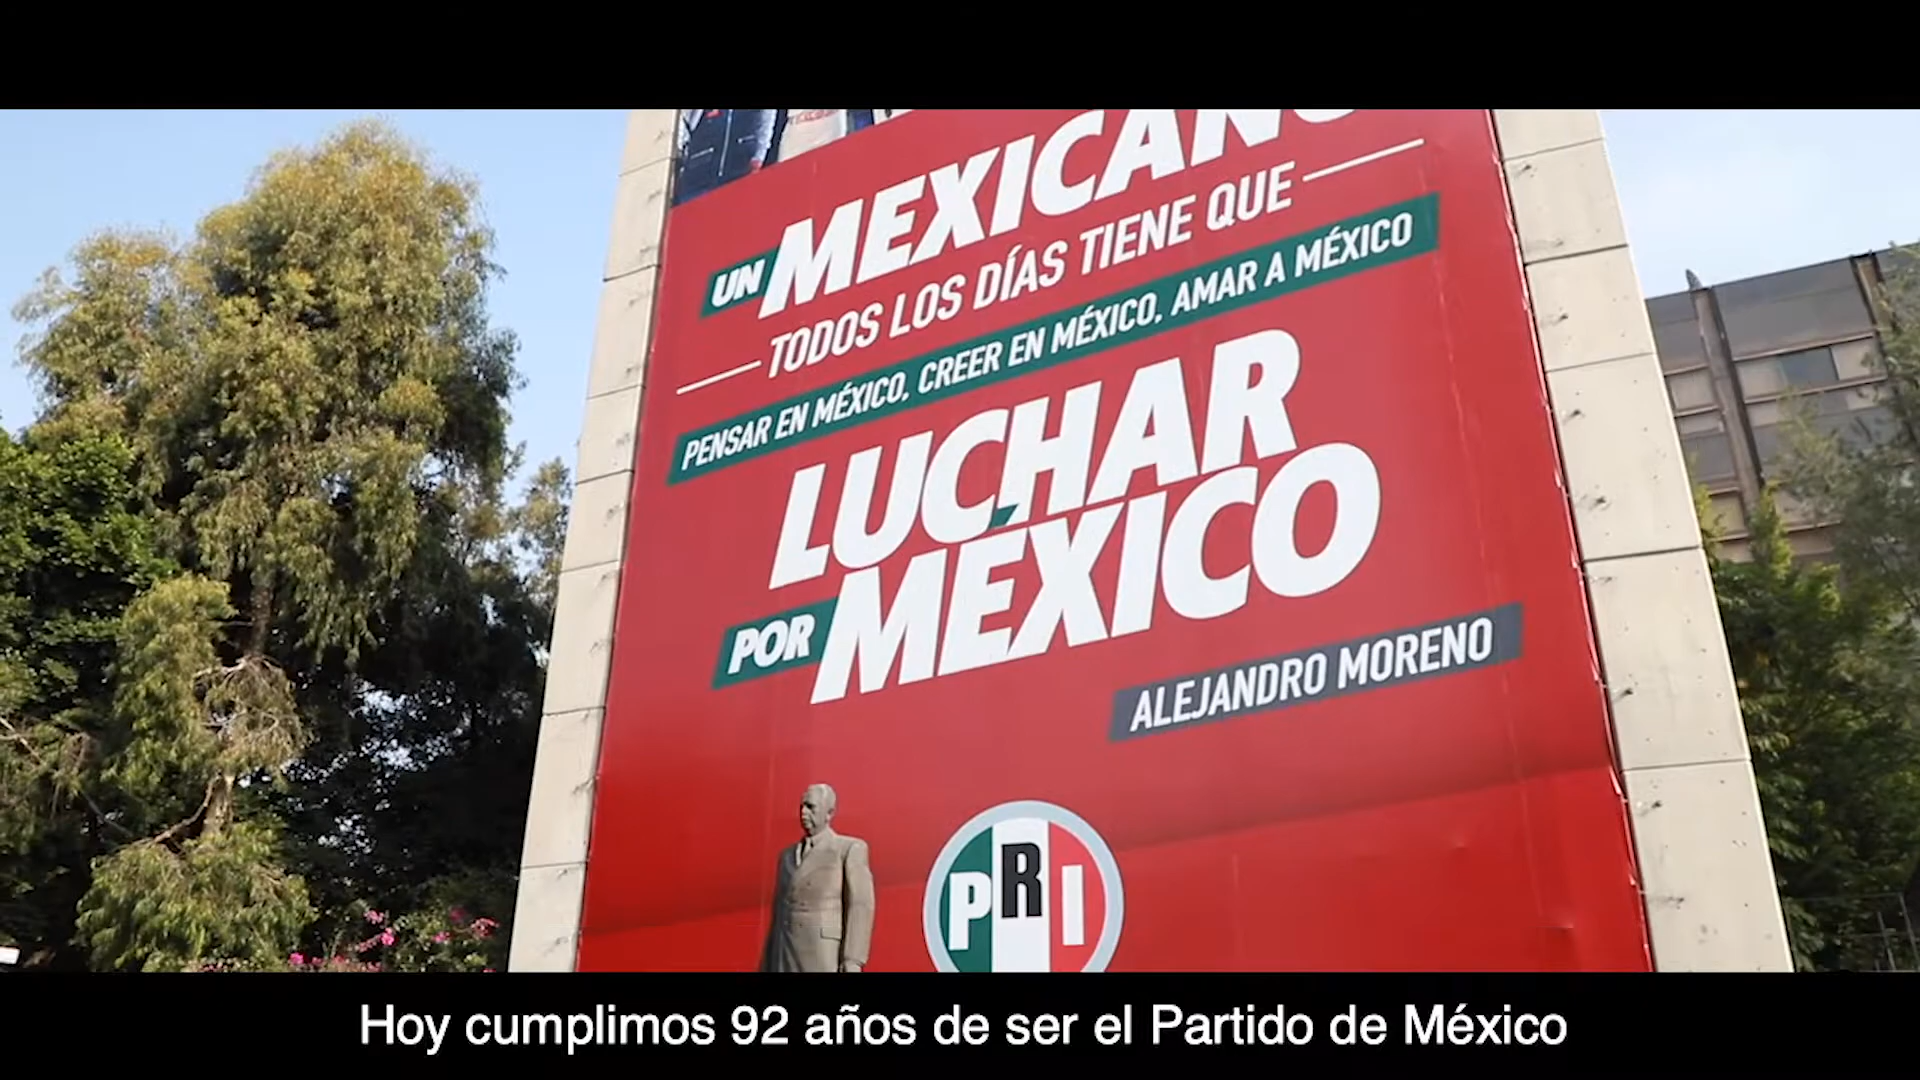 UN MEXICANO
TODOS LOS DÍAS TIENE QUE
PENSAR EN MÉXICO, CREER EN MÉXICO, AMAR A MÉXICO
LUCHAR
POR MÉXICO
ALEJANDRO MORENO
PRI
Hoy cumplimos 92 años de ser el Partido de México